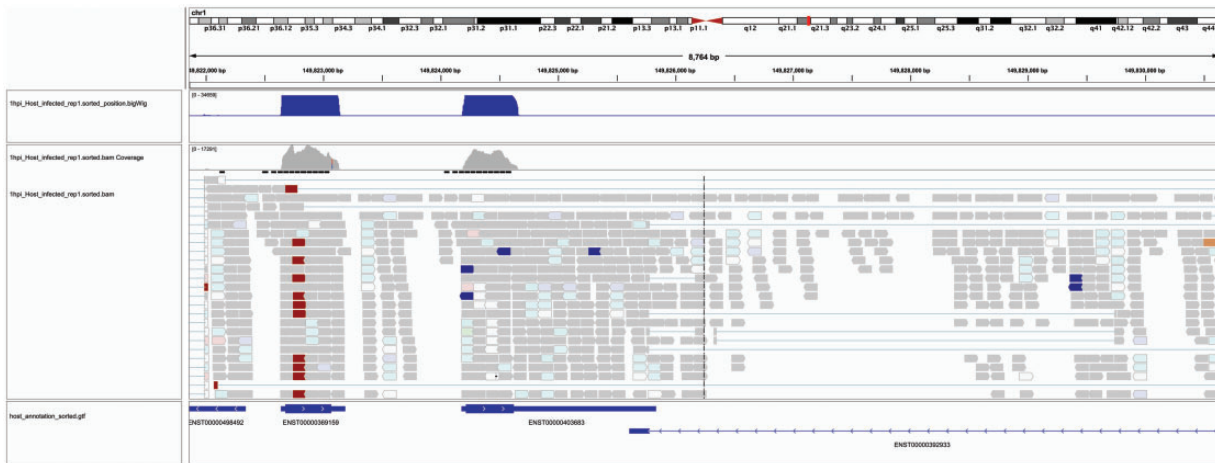 chr1
p36.31 p36.21 p36.12 p35.3 p34.3 p34.1 p32.3 p32.1 p31.2 p31.1 p22.3 p22.1 p21.2 p13.3 p13.1 p11.1 q12 q21.1 q21.3 q23.2 q24.1 q25.1 q25.3 q31.2 q32.2 q41 q42.12 q42.2 q43 q44
8,764 bp
149,822,000 bp 149,823,000 bp 149,824,000 bp 149,825,000 bp 149,826,000 bp 149,827,000 bp 149,828,000 bp 149,829,000 bp 149,830,000 bp
1hpi_Host_infected_rep1.sorted_position.bigWig
1hpi_Host_infected_rep1.sorted.bam Coverage
1hpi_Host_infected_rep1.sorted.bam
host_annotation_sorted.gtf
ENST00000498492 ENST00000369159 ENST00000403683
ENST00000392933